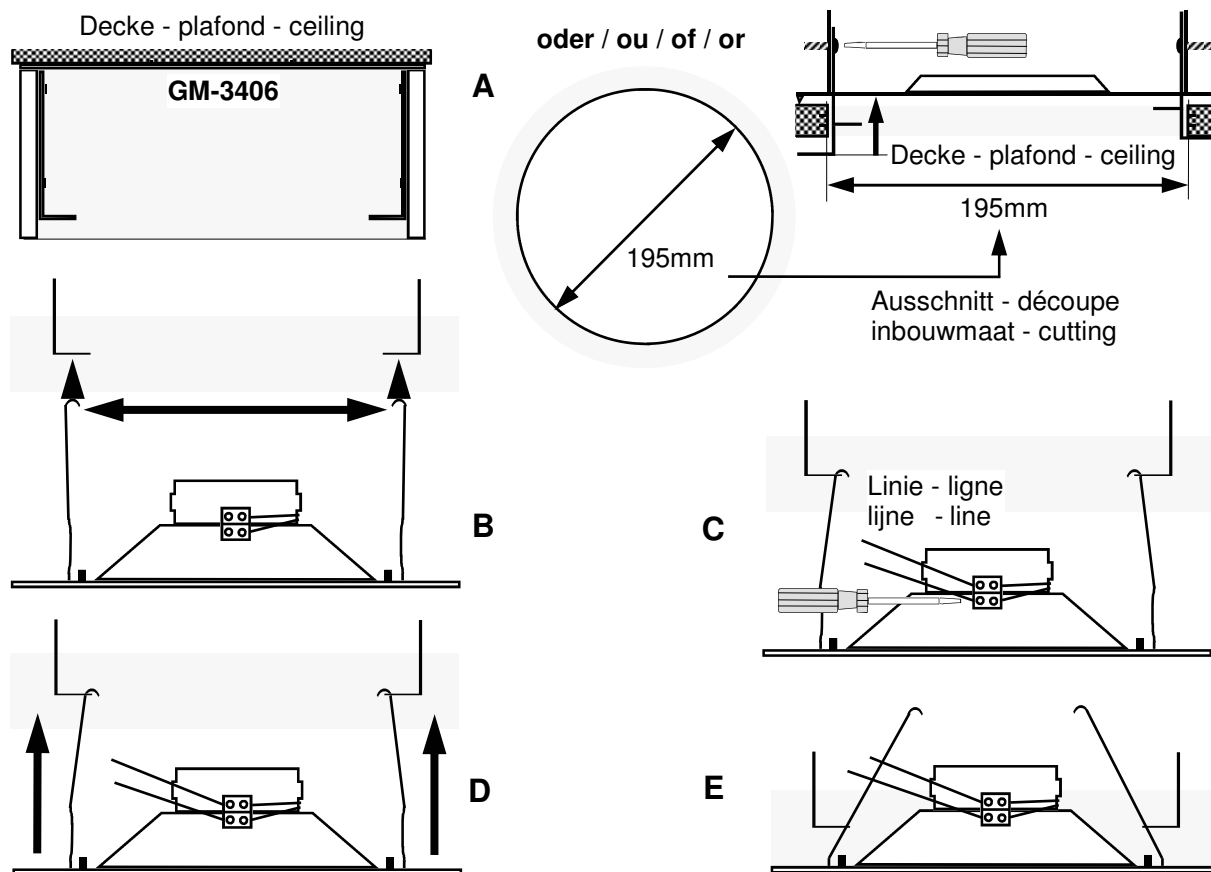 Decke - plafond - ceiling
GM-3406
A
oder / ou / of / or
195mm
Decke - plafond - ceiling
195mm
Ausschnitt - découpe
inbouwmaat - cutting
B
C
Linie - ligne
lijne - line
D
E